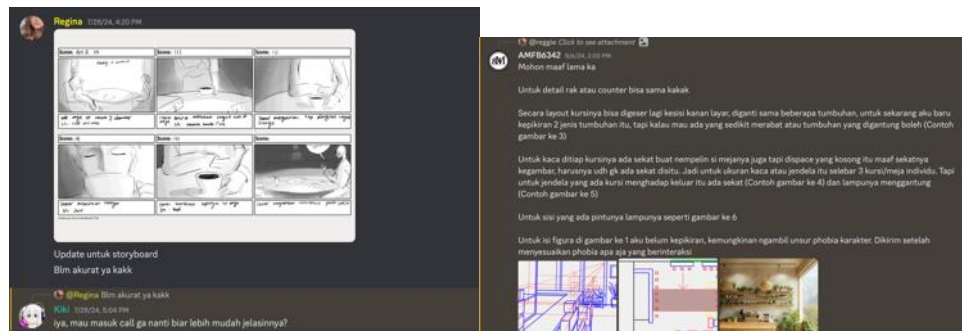 Regina 7/28/24, 4:20 PM
Update untuk storyboard
Blm akurat ya kakk
@Regina Blm akurat ya kakk
Kiki 7/28/24, 5:04 PM
iya, mau masuk call ga nanti biar lebih mudah jelasinnya?
@reggie Click to see attachment
AMFB6342
Mohon maaf lama ka
Untuk detail rak atau counter bisa sama kakak
Secara layout kursinya bisa digeser lagi kesisi kanan layar, diganti sama beberapa tumbuhan, untuk sekarang aku baru
kepikiran 2 jenis tumbuhan itu, tapi kalau mau ada yang sedikit merabat atau tumbuhan yang digantung boleh (Contoh
gambar ke 3)
Untuk kaca ditiap kursinya ada sekat buat nempelin si mejanya juga tapi dispace yang kosong itu maaf sekatnya
kegambar, harusnya udh gk ada sekat disitu. Jadi untuk ukuran kaca atau jendela itu selebar 3 kursi/meja individu. Tapi
untuk jendela yang ada kursi menghadap keluar itu ada sekat (Contoh gambar ke 4) dan lampunya menggantung
(Contoh gambar ke 5)
Untuk sisi yang ada pintunya lampunya seperti gambar ke 6
Untuk isi figura di gambar ke 1 aku belum kepikiran, kemungkinan ngambil unsur phobia karakter. Dikirim setelah
menyesuaikan phobia apa aja yang berinteraksi